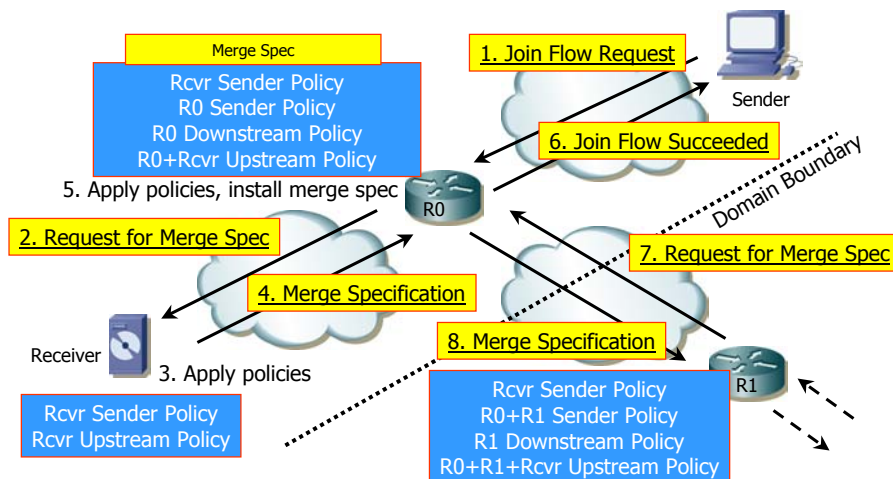 Merge Spec
Rcvr Sender Policy
R0 Sender Policy
R0 Downstream Policy
R0+Rcvr Upstream Policy
1. Join Flow Request
Sender
6. Join Flow Succeeded
5. Apply policies, install merge spec
R0
Domain Boundary
2. Request for Merge Spec
7. Request for Merge Spec
4. Merge Specification
8. Merge Specification
Receiver
3. Apply policies
R1
Rcvr Sender Policy
Rcvr Upstream Policy
Rcvr Sender Policy
R0+R1 Sender Policy
R1 Downstream Policy
R0+R1+Rcvr Upstream Policy